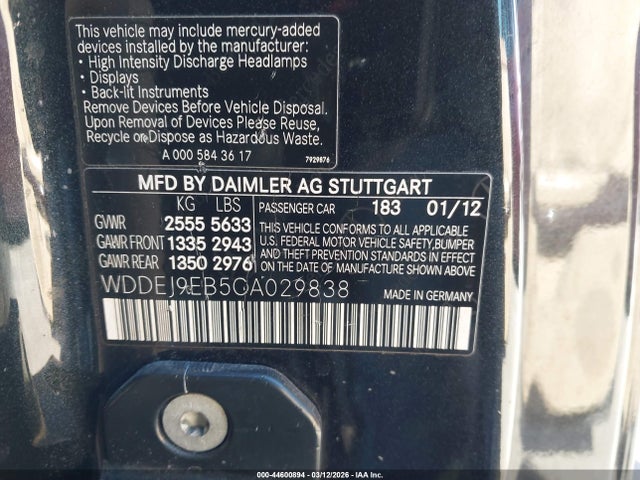 This vehicle may include mercury-added
devices installed by the manufacturer:
• High Intensity Discharge Headlamps
• Displays
• Back-lit Instruments
Remove Devices Before Vehicle Disposal.
Upon Removal of Devices Please Reuse,
Recycle or Dispose as Hazardous Waste.
A 000 584 36 17 7929876
MFD BY DAIMLER AG STUTTGART
KG LBS PASSENGER CAR 183 01/12
GVWR 2555 5633
GAWR FRONT 1335 2943
GAWR REAR 1350 2976
THIS VEHICLE CONFORMS TO ALL APPLICABLE
U.S. FEDERAL MOTOR VEHICLE SAFETY,BUMPER
AND THEFT PREVENTION STANDARDS IN EFFECT
ON THE DATE OF MANUFACTURE SHOWN ABOVE.
WDDEJ9EB5CA029838 MADE IN GERMANY
000-44600894 - 03/12/2026 - IAA Inc.